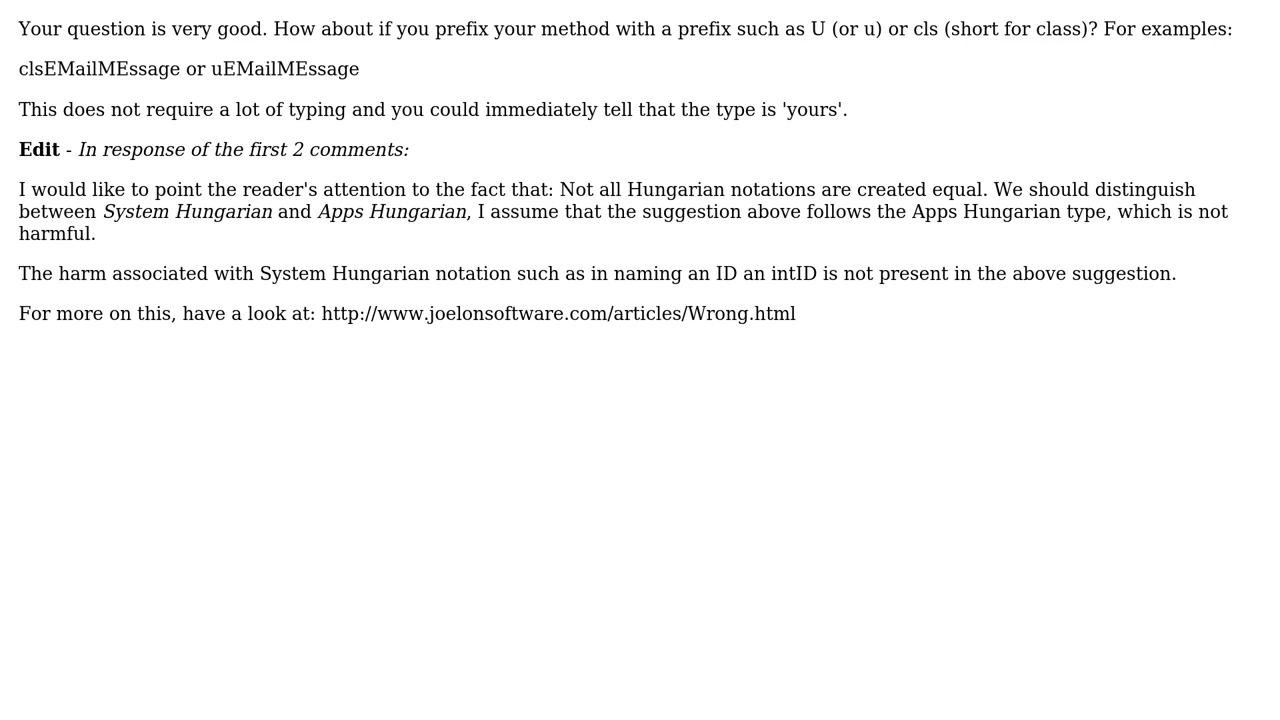 Your question is very good. How about if you prefix your method with a prefix such as U (or u) or cls (short for class)? For examples:
clsEMailMEssage or uEMailMEssage
This does not require a lot of typing and you could immediately tell that the type is 'yours'.
Edit - In response of the first 2 comments:
I would like to point the reader's attention to the fact that: Not all Hungarian notations are created equal. We should distinguish
between System Hungarian and Apps Hungarian, I assume that the suggestion above follows the Apps Hungarian type, which is not
harmful.
The harm associated with System Hungarian notation such as in naming an ID an intID is not present in the above suggestion.
For more on this, have a look at: http://www.joelonsoftware.com/articles/Wrong.html